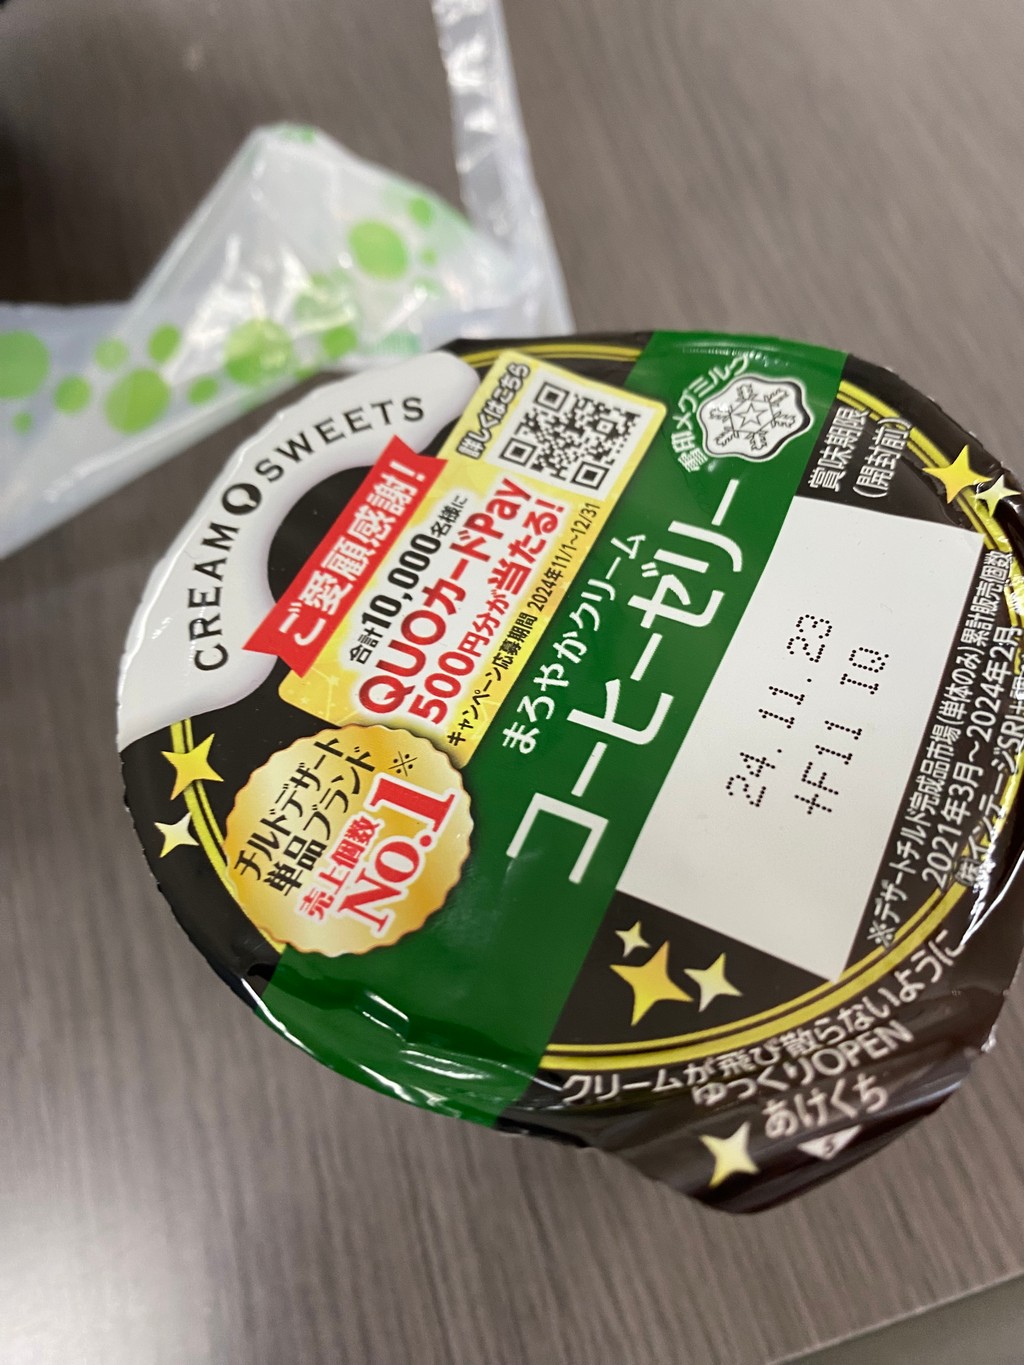 CREAM SWEETS
ご愛顧感謝!
詳しくはこちら
合計10,000名様に
QUOカードPay
500円分が当たる!
キャンペーン応募期間 2024年11/1~12/31
チルドデザート
単品ブランド※
売上個数
No.1
雪印メグミルク
まろやかクリーム
コーヒーゼリー
賞味期限
(開封前)
24.11.28
+F11 IQ
※デザートチルド完成品市場(単体のみ)累計販売個数
2021年3月~2024年2月
クリームが飛び散らないように
ゆっくりOPEN
あけくち